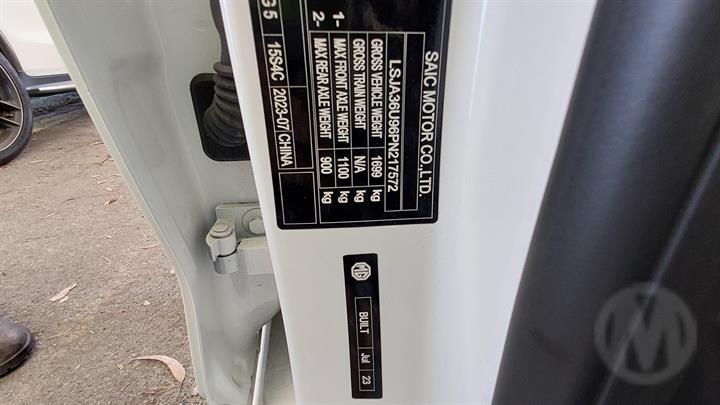 SAIC MOTOR CO.,LTD.
LSJA36U96PN217572
GROSS VEHICLE WEIGHT 1699 kg
GROSS TRAIN WEIGHT N/A kg
1- MAX FRONT AXLE WEIGHT 1100 kg
2- MAX REAR AXLE WEIGHT 900 kg
G 5 15S4C 2023-07/ CHINA
MG
BUILT Jul 23
M